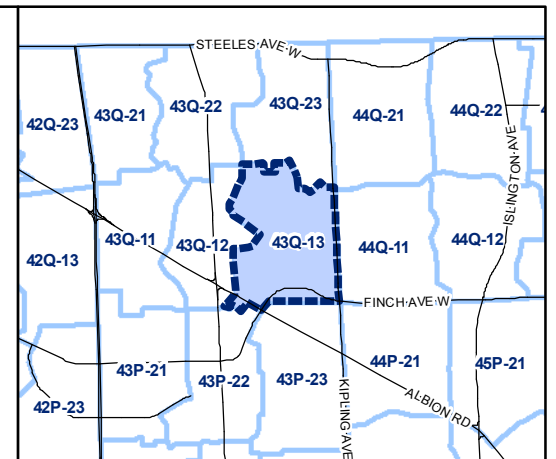 STEELES AVE W
43Q-21
43Q-22
43Q-23
44Q-21
44Q-22
42Q-23
ISLINGTON AVE
43Q-11
43Q-12
43Q-13
44Q-11
44Q-12
42Q-13
FINCH AVE W
43P-21
43P-22
43P-23
44P-21
45P-21
42P-23
KIPLING AVE
ALBION RD